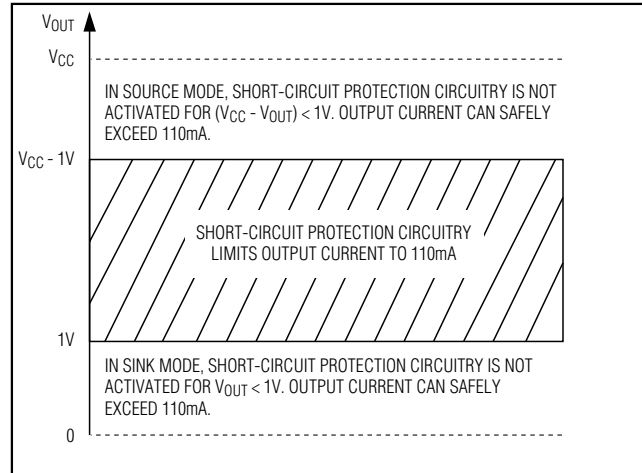 VOUT
VCC
IN SOURCE MODE, SHORT-CIRCUIT PROTECTION CIRCUITRY IS NOT
ACTIVATED FOR (VCC - VOUT) < 1V. OUTPUT CURRENT CAN SAFELY
EXCEED 110mA.
VCC - 1V
SHORT-CIRCUIT PROTECTION CIRCUITRY
LIMITS OUTPUT CURRENT TO 110mA
1V
IN SINK MODE, SHORT-CIRCUIT PROTECTION CIRCUITRY IS NOT
ACTIVATED FOR VOUT < 1V. OUTPUT CURRENT CAN SAFELY
EXCEED 110mA.
0